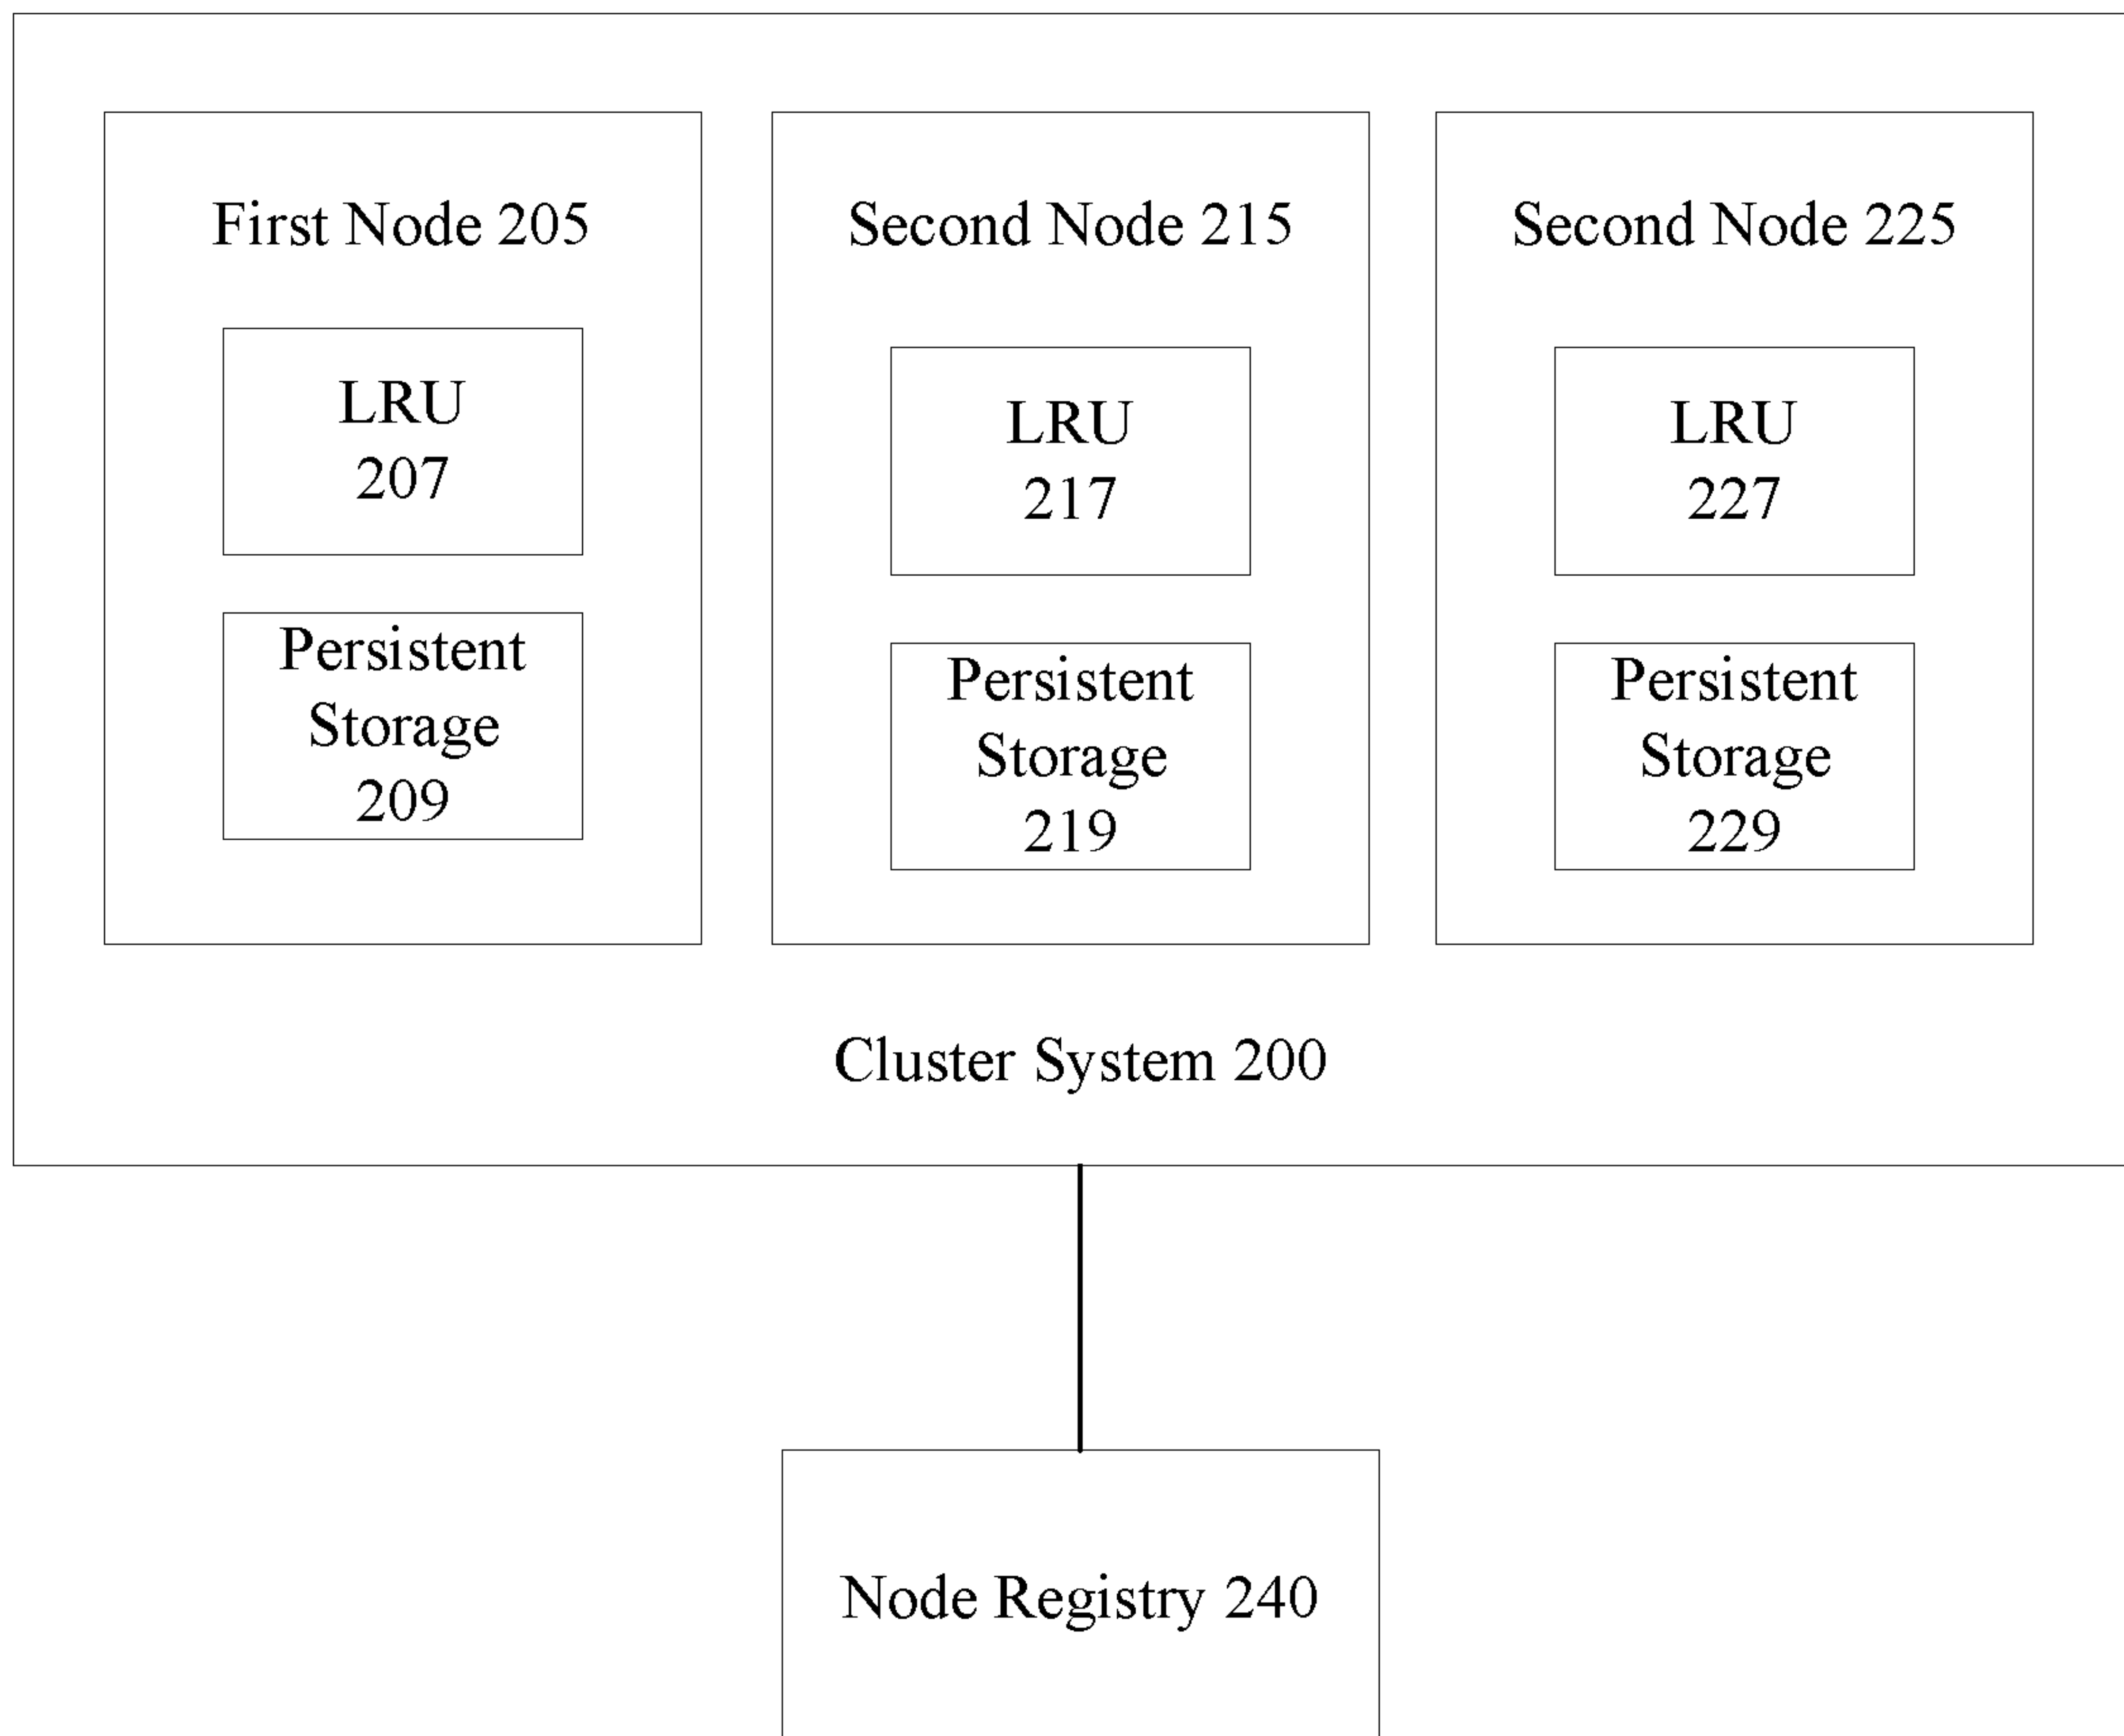 First Node 205
LRU
207
Persistent
Storage
209
Second Node 215
LRU
217
Persistent
Storage
219
Second Node 225
LRU
227
Persistent
Storage
229
Cluster System 200
Node Registry 240